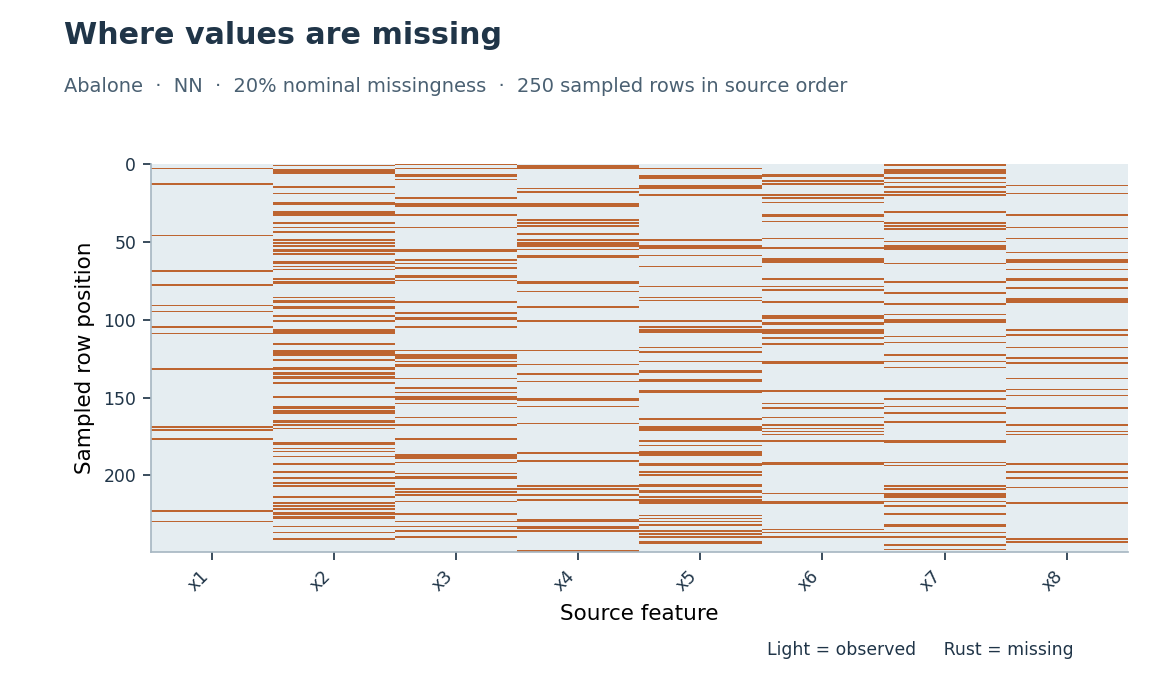 Where values are missing
Abalone · NN · 20% nominal missingness · 250 sampled rows in source order
0
50
100
150
200
Sampled row position
x1 x2 x3 x4 x5 x6 x7 x8
Source feature
Light = observed Rust = missing